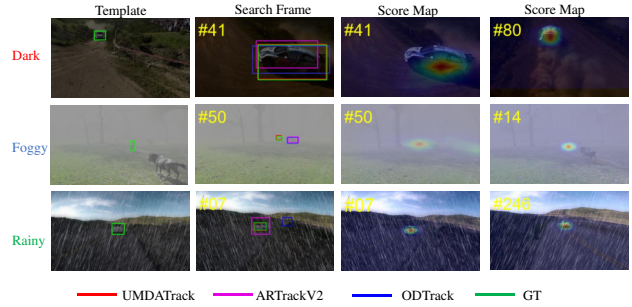 Template Search Frame Score Map Score Map
Dark #41 #41 #80
Foggy #50 #50 #14
Rainy #07 #07 #246
UMDATrack ARTrackV2 ODTrack GT